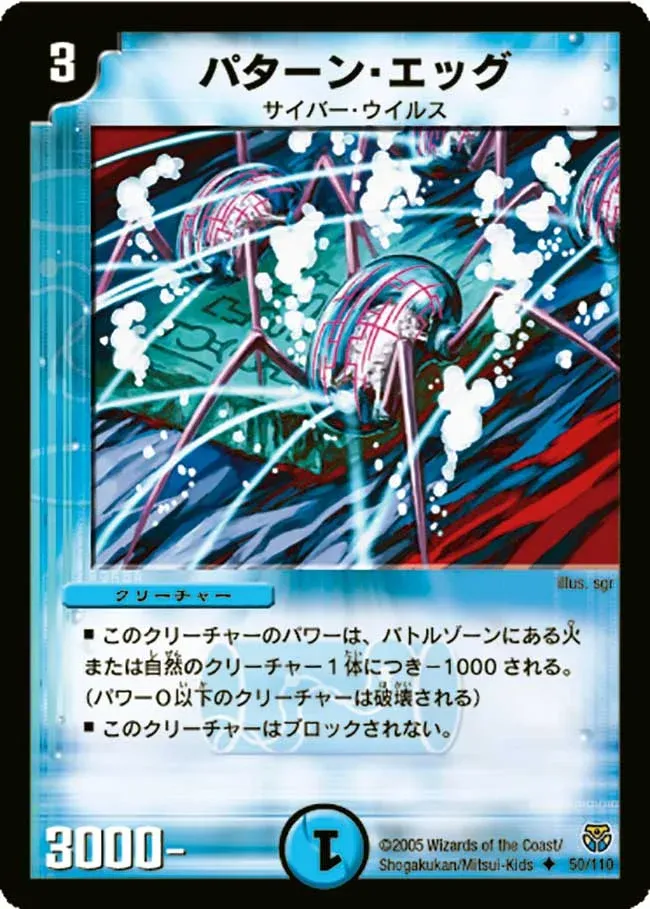 3
パターン・エッグ
サイバー・ウイルス
illus. sgr
クリーチャー
■ このクリーチャーのパワーは、バトルゾーンにある火
または自然のクリーチャー1体につき−1000される。
(パワー0以下のクリーチャーは破壊される)
■ このクリーチャーはブロックされない。
3000-
1
©2005 Wizards of the Coast/
Shogakukan/Mitsui-Kids ♦ 50/110